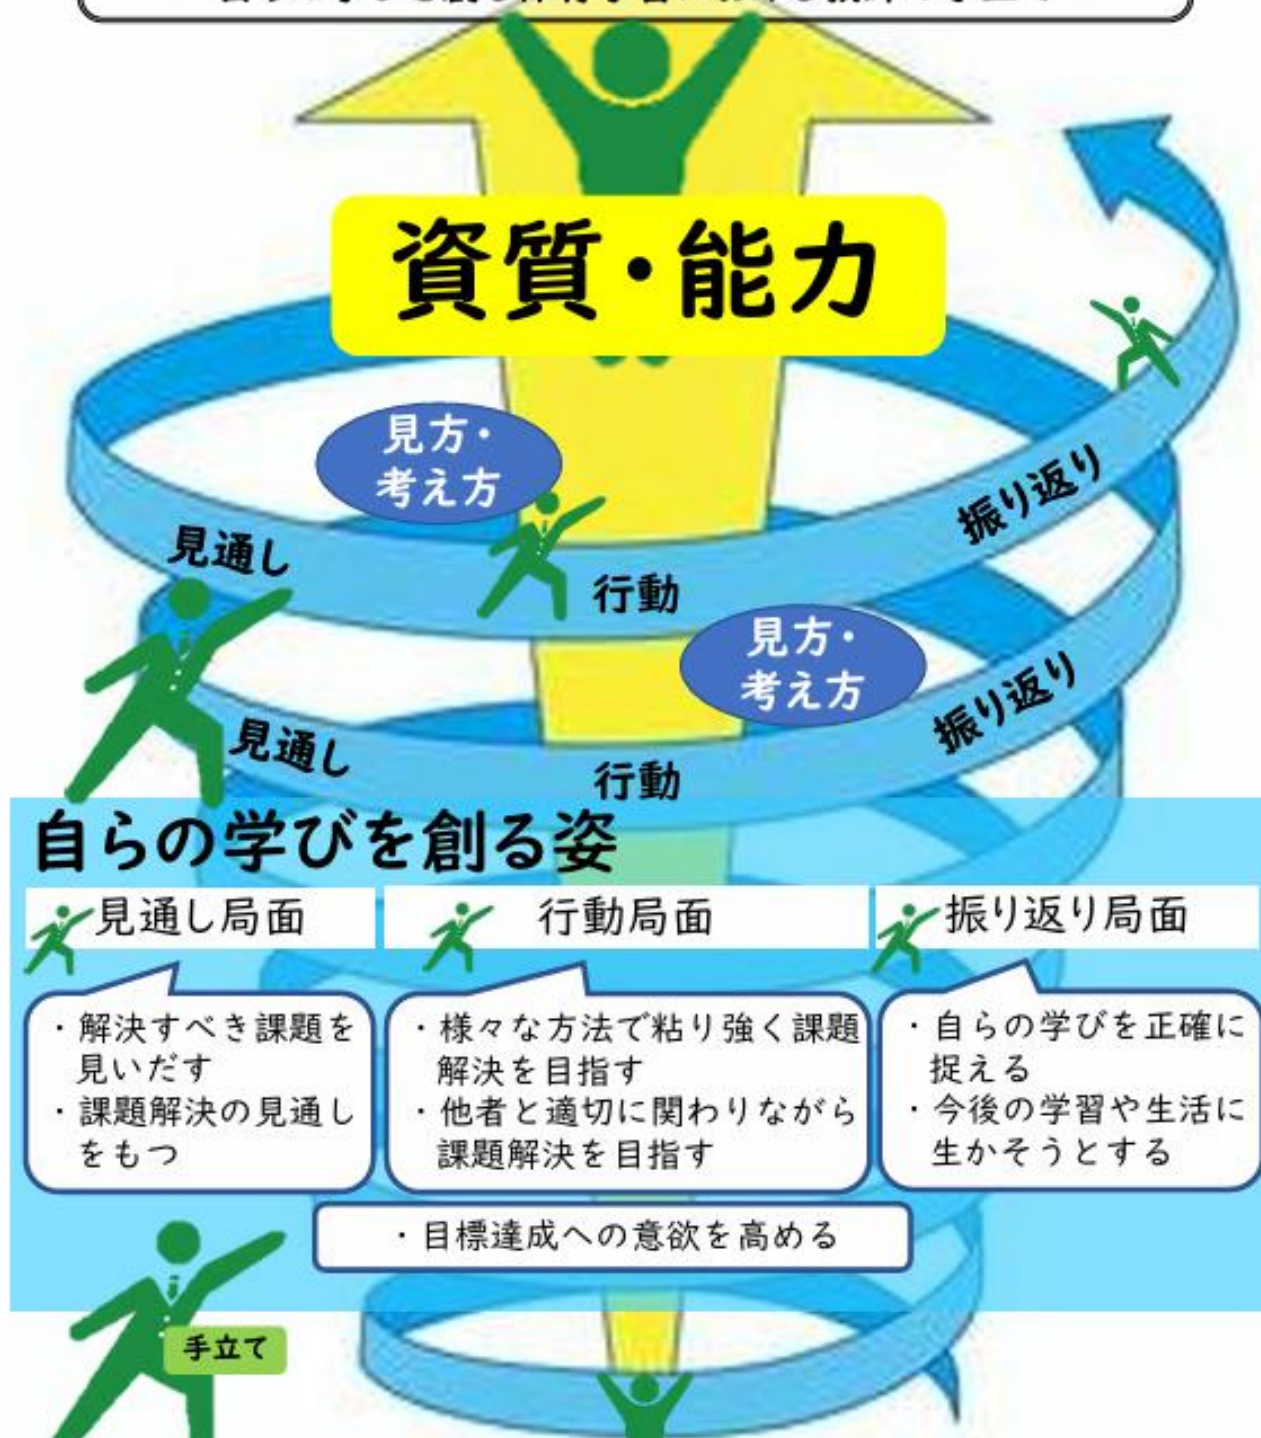 資質・能力
見方・
考え方
見通し
行動
振り返り
見方・
考え方
見通し
行動
振り返り
自らの学びを創る姿
見通し局面
・解決すべき課題を
見いだす
・課題解決の見通し
をもつ
行動局面
・様々な方法で粘り強く課題
解決を目指す
・他者と適切に関わりながら
課題解決を目指す
振り返り局面
・自らの学びを正確に
捉える
・今後の学習や生活に
生かそうとする
・目標達成への意欲を高める
手立て